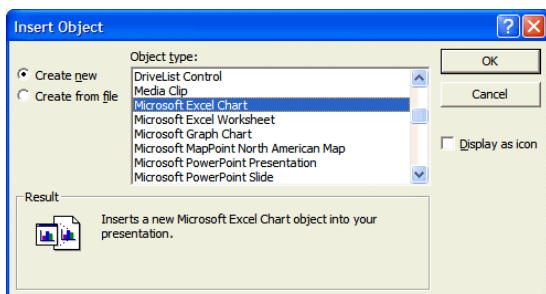 Insert Object
Object type:
Create new
Create from file
DriveList Control
Media Clip
Microsoft Excel Chart
Microsoft Excel Worksheet
Microsoft Graph Chart
Microsoft MapPoint North American Map
Microsoft PowerPoint Presentation
Microsoft PowerPoint Slide
OK
Cancel
Display as icon
Result
Inserts a new Microsoft Excel Chart object into your
presentation.